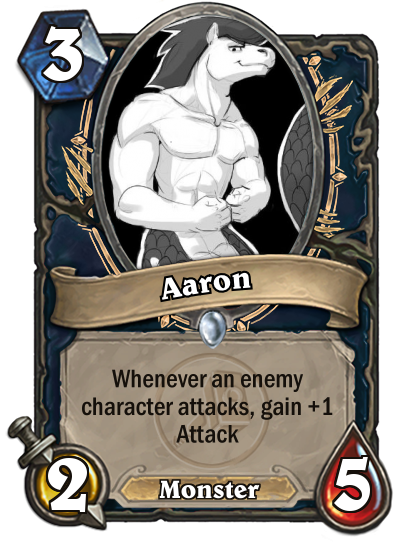 3
Aaron
Whenever an enemy
character attacks, gain +1
Attack
2
Monster
5